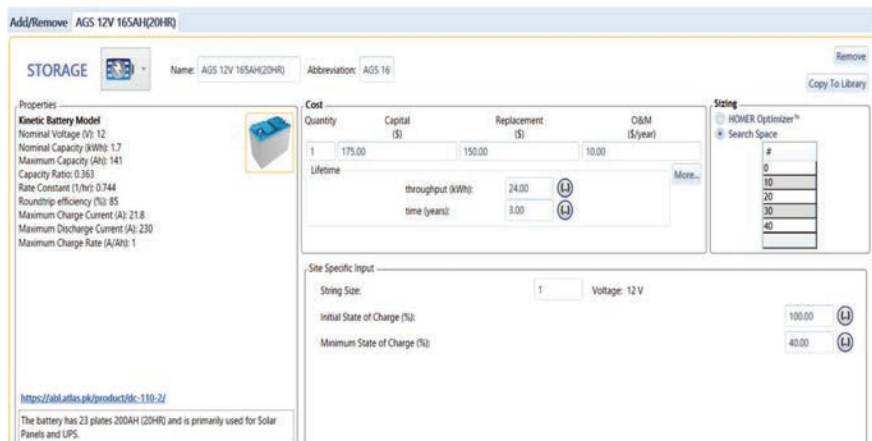 Add/Remove AGS 12V 165AH(20HR)
STORAGE
Name: AGS 12V 165AH(20HR)
Abbreviation: AGS 16
Remove
Copy To Library
Properties
Kinetic Battery Model
Nominal Voltage (V): 12
Nominal Capacity (kWh): 1.7
Maximum Capacity (Ah): 141
Capacity Ratio: 0.363
Rate Constant (1/hr): 0.744
Roundtrip efficiency (%): 85
Maximum Charge Current (A): 21.8
Maximum Discharge Current (A): 230
Maximum Charge Rate (A/Ah): 1
https://abl.atlas.pk/product/dc-110-2/
The battery has 23 plates 200AH (20HR) and is primarily used for Solar
Panels and UPS.
Cost
Quantity Capital ($) Replacement ($) O&M ($/year)
1 175.00 150.00 10.00
Lifetime
throughput (kWh): 24.00 (..)
time (years): 3.00 (..)
More...
Sizing
HOMER Optimizer™
Search Space
#
0
10
20
30
40
Site Specific Input
String Size: 1 Voltage: 12 V
Initial State of Charge (%): 100.00 (..)
Minimum State of Charge (%): 40.00 (..)